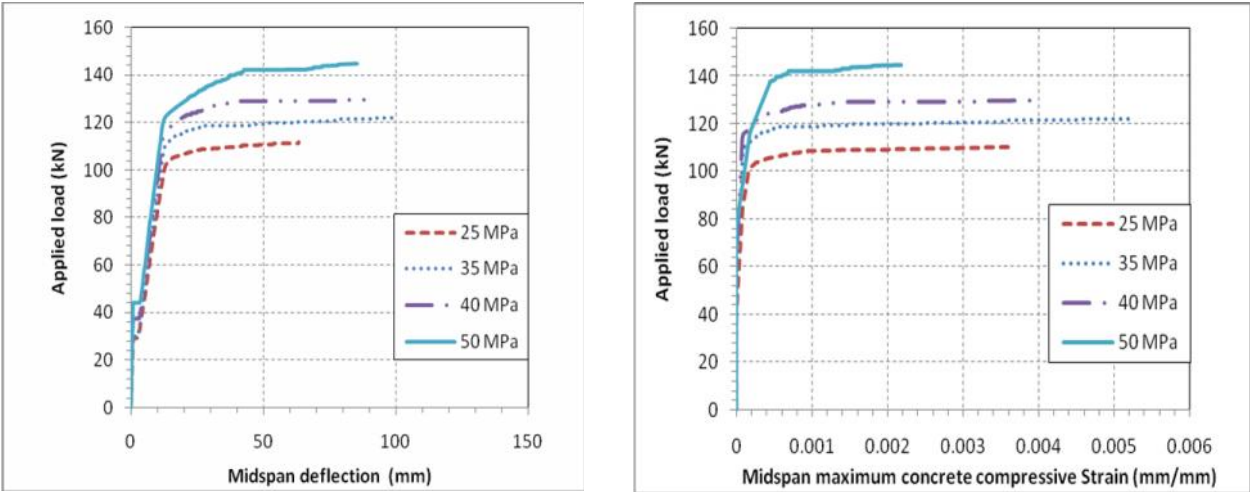 160
140
120
100
80
60
40
20
0
Applied load (kN)
25 MPa
35 MPa
40 MPa
50 MPa
0 50 100 150
Midspan deflection (mm)
160
140
120
100
80
60
40
20
0
Applied load (kN)
25 MPa
35 MPa
40 MPa
50 MPa
0 0.001 0.002 0.003 0.004 0.005 0.006
Midspan maximum concrete compressive Strain (mm/mm)